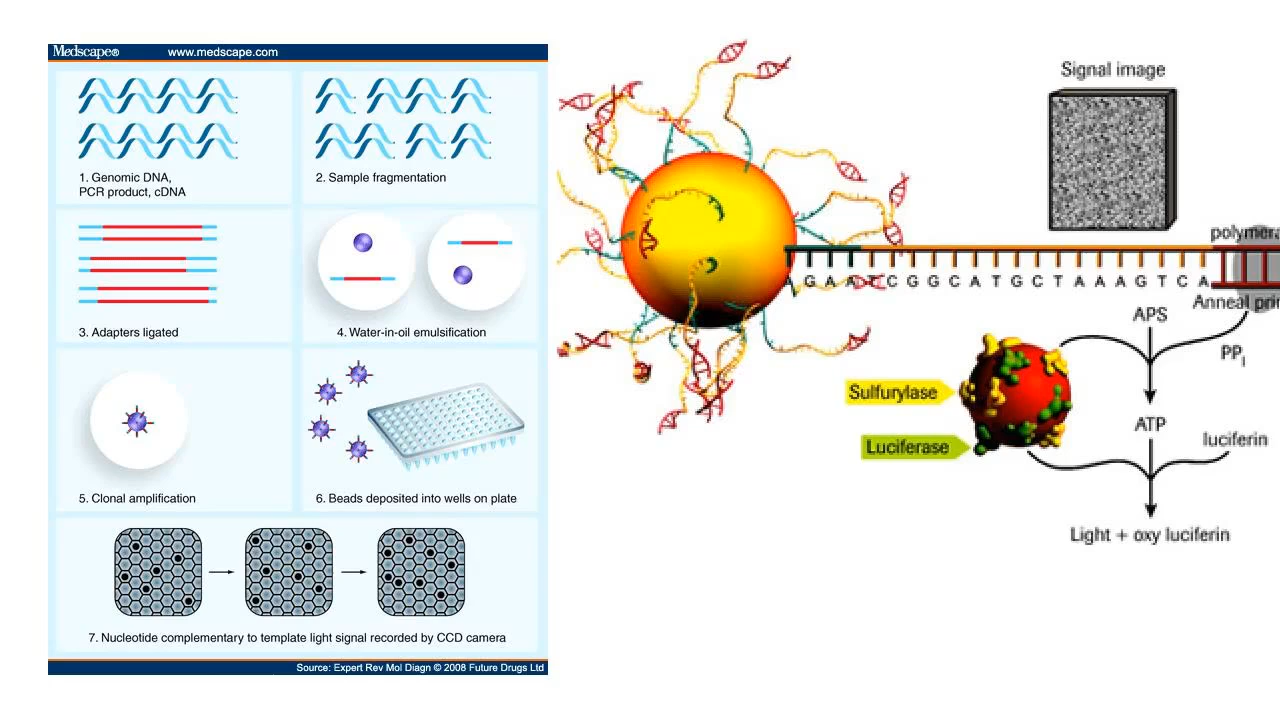 Medscape® www.medscape.com
1. Genomic DNA,
PCR product, cDNA
2. Sample fragmentation
3. Adapters ligated
4. Water-in-oil emulsification
5. Clonal amplification
6. Beads deposited into wells on plate
7. Nucleotide complementary to template light signal recorded by CCD camera
Source: Expert Rev Mol Diagn © 2008 Future Drugs Ltd
Signal image
polymera
A G A A T C G G C A T G C T A A A G T C A
Anneal prin
APS
PPi
Sulfurylase
ATP
luciferin
Luciferase
Light + oxy luciferin